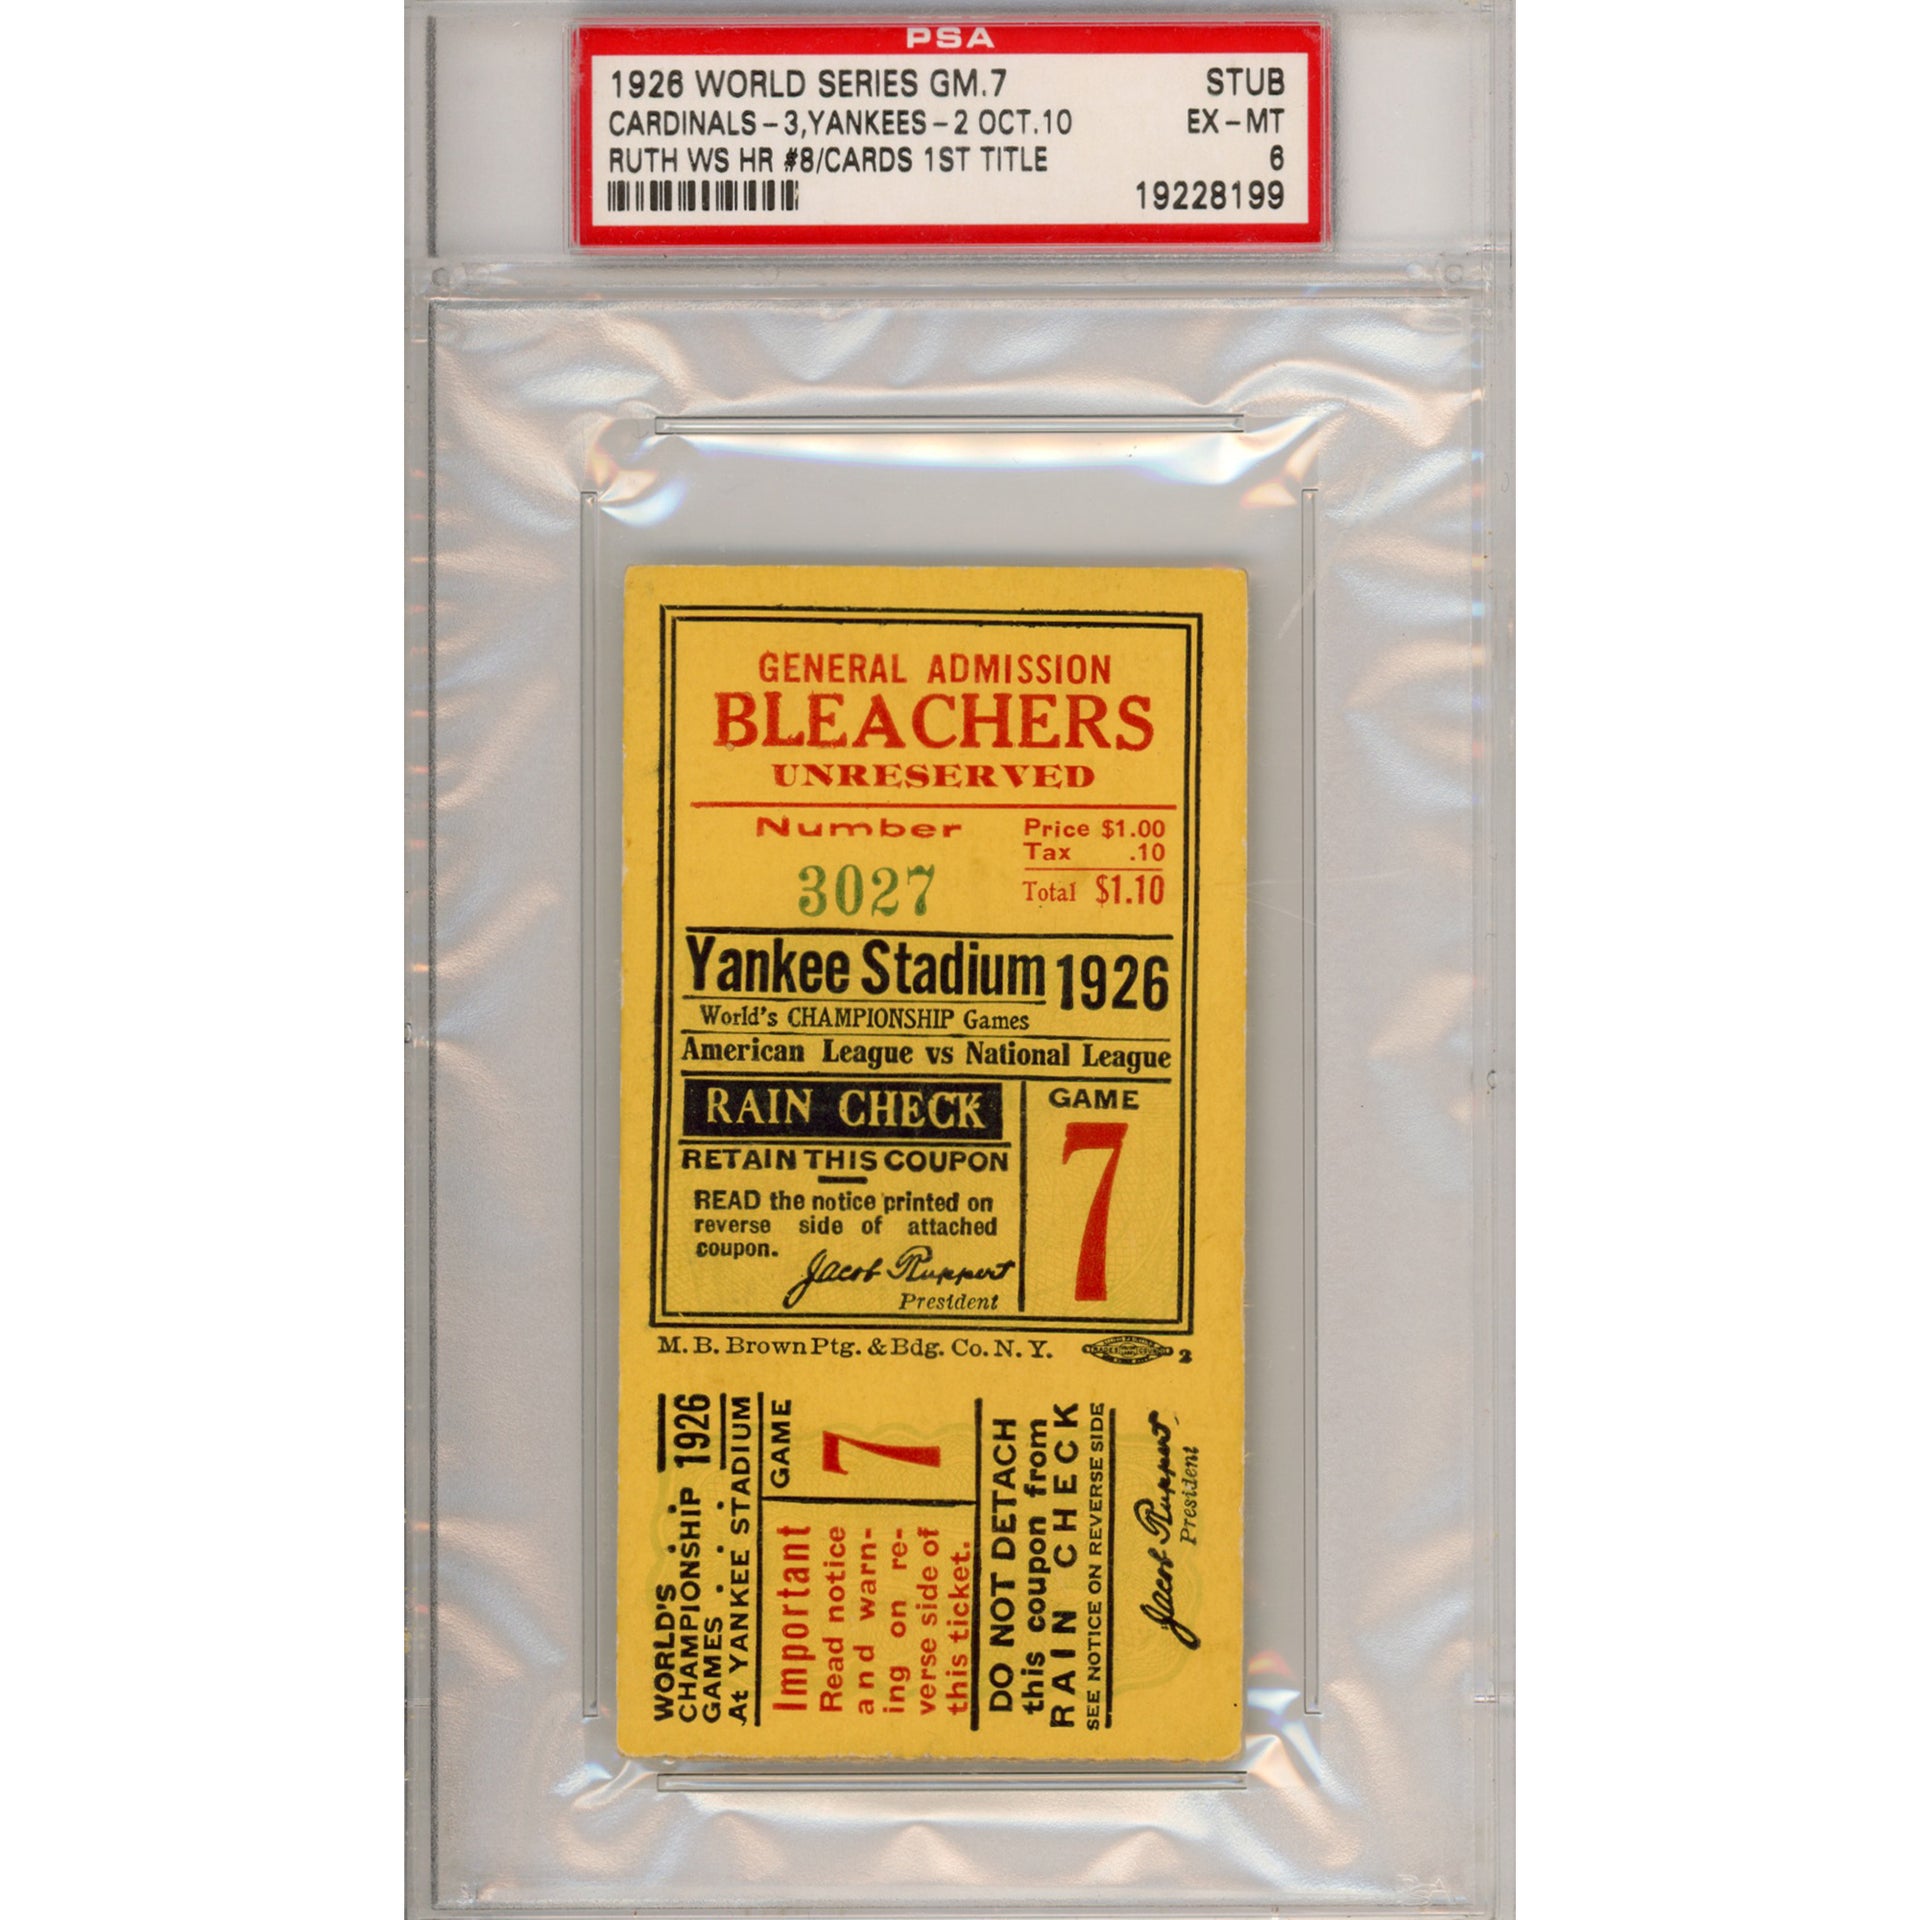 PSA
1926 WORLD SERIES GM.7 STUB
CARDINALS-3,YANKEES-2 OCT.10 EX-MT
RUTH WS HR #8/CARDS 1ST TITLE 6
19228199
GENERAL ADMISSION
BLEACHERS
UNRESERVED
Number
3027
Price $1.00
Tax .10
Total $1.10
Yankee Stadium 1926
World's CHAMPIONSHIP Games
American League vs National League
RAIN CHECK
RETAIN THIS COUPON
READ the notice printed on
reverse side of attached
coupon.
Jacob Ruppert
President
GAME
7
M. B. Brown Ptg. & Bdg. Co. N. Y.
2
WORLD'S
CHAMPIONSHIP 1926
GAMES
At YANKEE STADIUM
GAME
7
Important
Read notice
and warn-
ing on re-
verse side of
this ticket.
DO NOT DETACH
this coupon from
RAIN CHECK
SEE NOTICE ON REVERSE SIDE
Jacob Ruppert
President
PSA